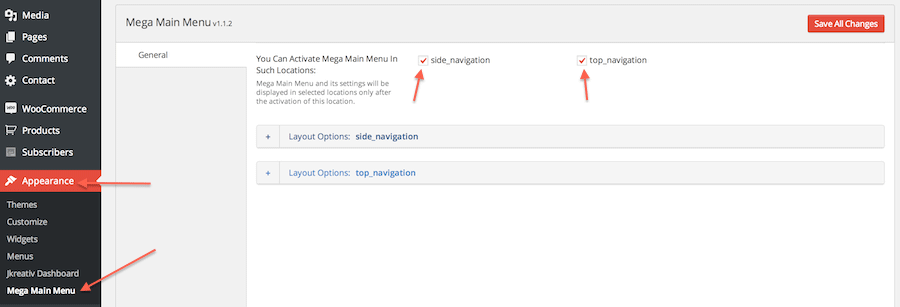 Media
Pages
Comments
Contact
WOO WooCommerce
Products
Subscribers
Appearance
Themes
Customize
Widgets
Menus
Jkreativ Dashboard
Mega Main Menu
Mega Main Menu v1.1.2
Save All Changes
General
You Can Activate Mega Main Menu In
Such Locations:
Mega Main Menu and its settings will be
displayed in selected locations only after
the activation of this location.
side_navigation
top_navigation
+ Layout Options: side_navigation
+ Layout Options: top_navigation